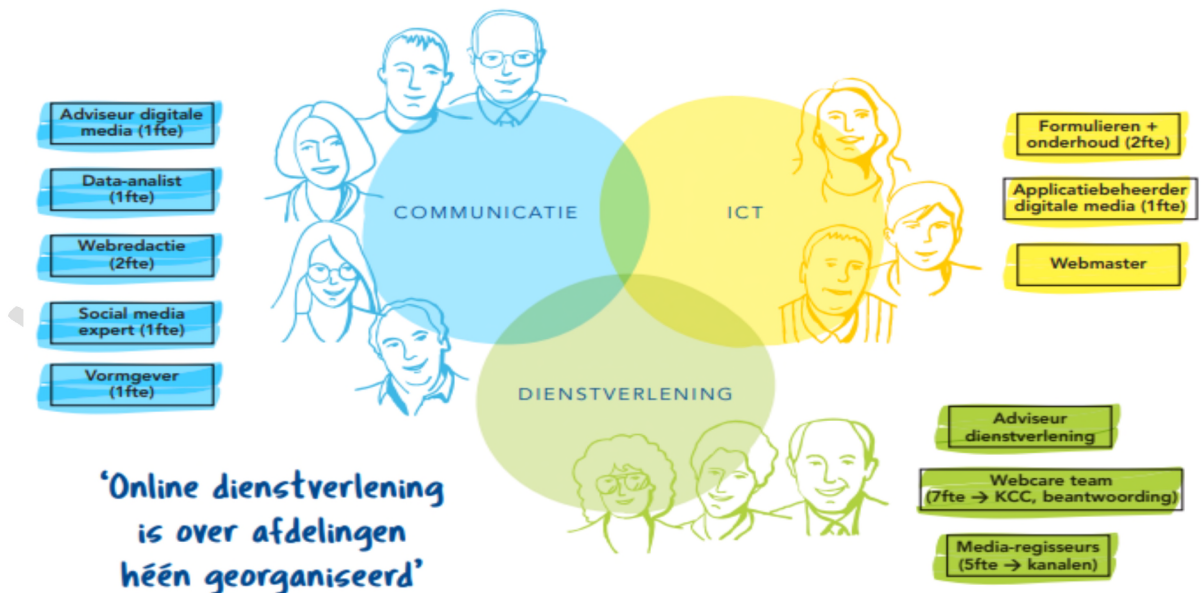 Adviseur digitale
media (1fte)
Data-analist
(1fte)
Webredactie
(2fte)
Social media
expert (1fte)
Vormgever
(1fte)
COMMUNICATIE
ICT
DIENSTVERLENING
Formulieren +
onderhoud (2fte)
Applicatiebeheerder
digitale media (1fte)
Webmaster
Adviseur
dienstverlening
Webcare team
(7fte → KCC, beantwoording)
Media-regisseurs
(5fte → kanalen)
‘Online dienstverlening
is over afdelingen
héén georganiseerd’